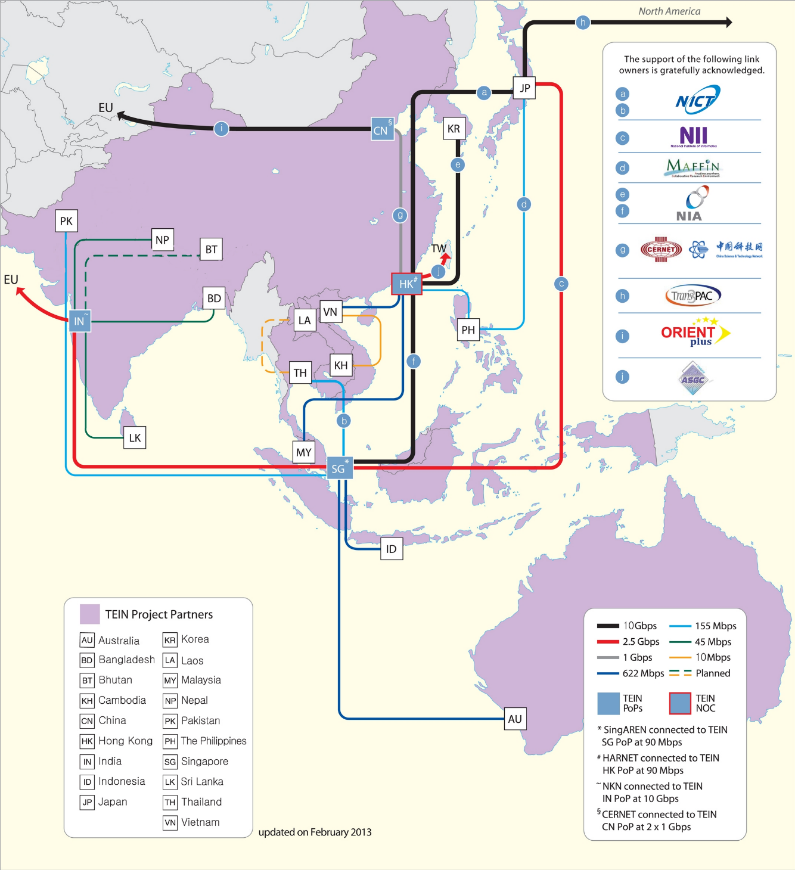 North America
h
The support of the following link
owners is gratefully acknowledged.
a
b
NICT
c
NII
d
MAFFIN
e
f
NIA
g
CERNET
中国科技网
China Science & Technology Network
h
TransPAC
i
ORIENT
plus
j
ASGC
EU
i
CN§
a
JP
KR
e
d
g
PK
NP
BT
TW
j
EU
HK#
c
BD
IN~
VN
LA
PH
KH
f
TH
b
LK
MY
SG*
ID
AU
TEIN Project Partners
AU Australia
BD Bangladesh
BT Bhutan
KH Cambodia
CN China
HK Hong Kong
IN India
ID Indonesia
JP Japan
KR Korea
LA Laos
MY Malaysia
NP Nepal
PK Pakistan
PH The Philippines
SG Singapore
LK Sri Lanka
TH Thailand
VN Vietnam
updated on February 2013
10Gbps
2.5 Gbps
1 Gbps
622 Mbps
155 Mbps
45 Mbps
10Mbps
Planned
TEIN
PoPs
TEIN
NOC
* SingAREN connected to TEIN
SG PoP at 90 Mbps
# HARNET connected to TEIN
HK PoP at 90 Mbps
~ NKN connected to TEIN
IN PoP at 10 Gbps
§ CERNET connected to TEIN
CN PoP at 2 x 1 Gbps